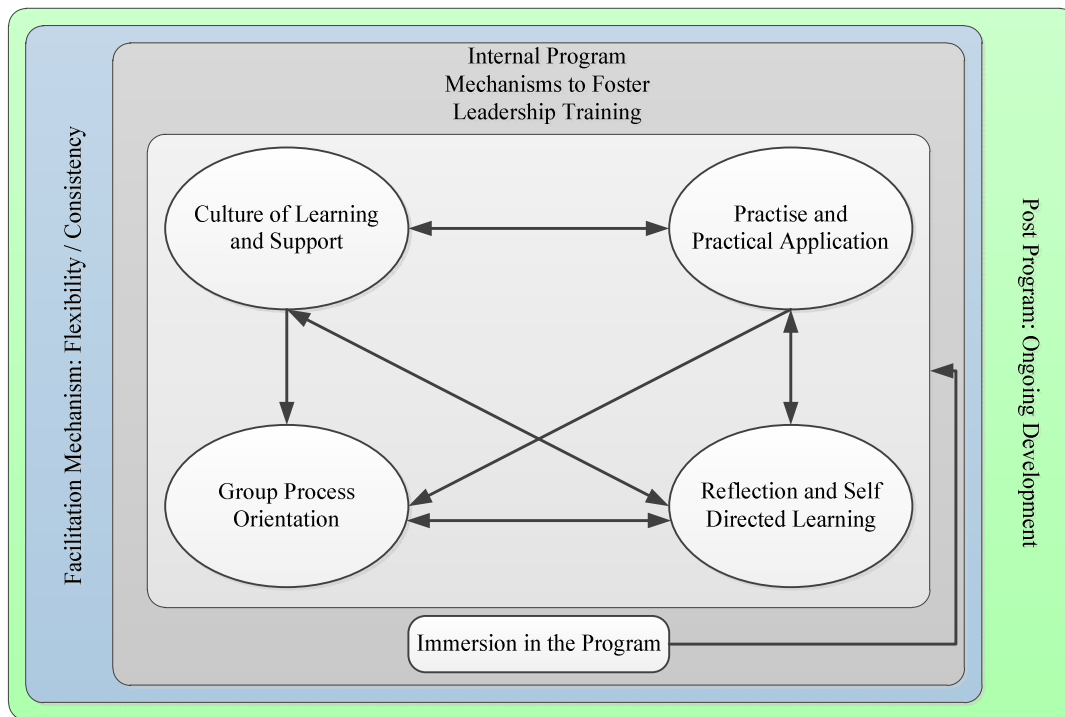 Internal Program
Mechanisms to Foster
Leadership Training
Facilitation Mechanism: Flexibility / Consistency
Culture of Learning
and Support
Practise and
Practical Application
Group Process
Orientation
Reflection and Self
Directed Learning
Immersion in the Program
Post Program: Ongoing Development